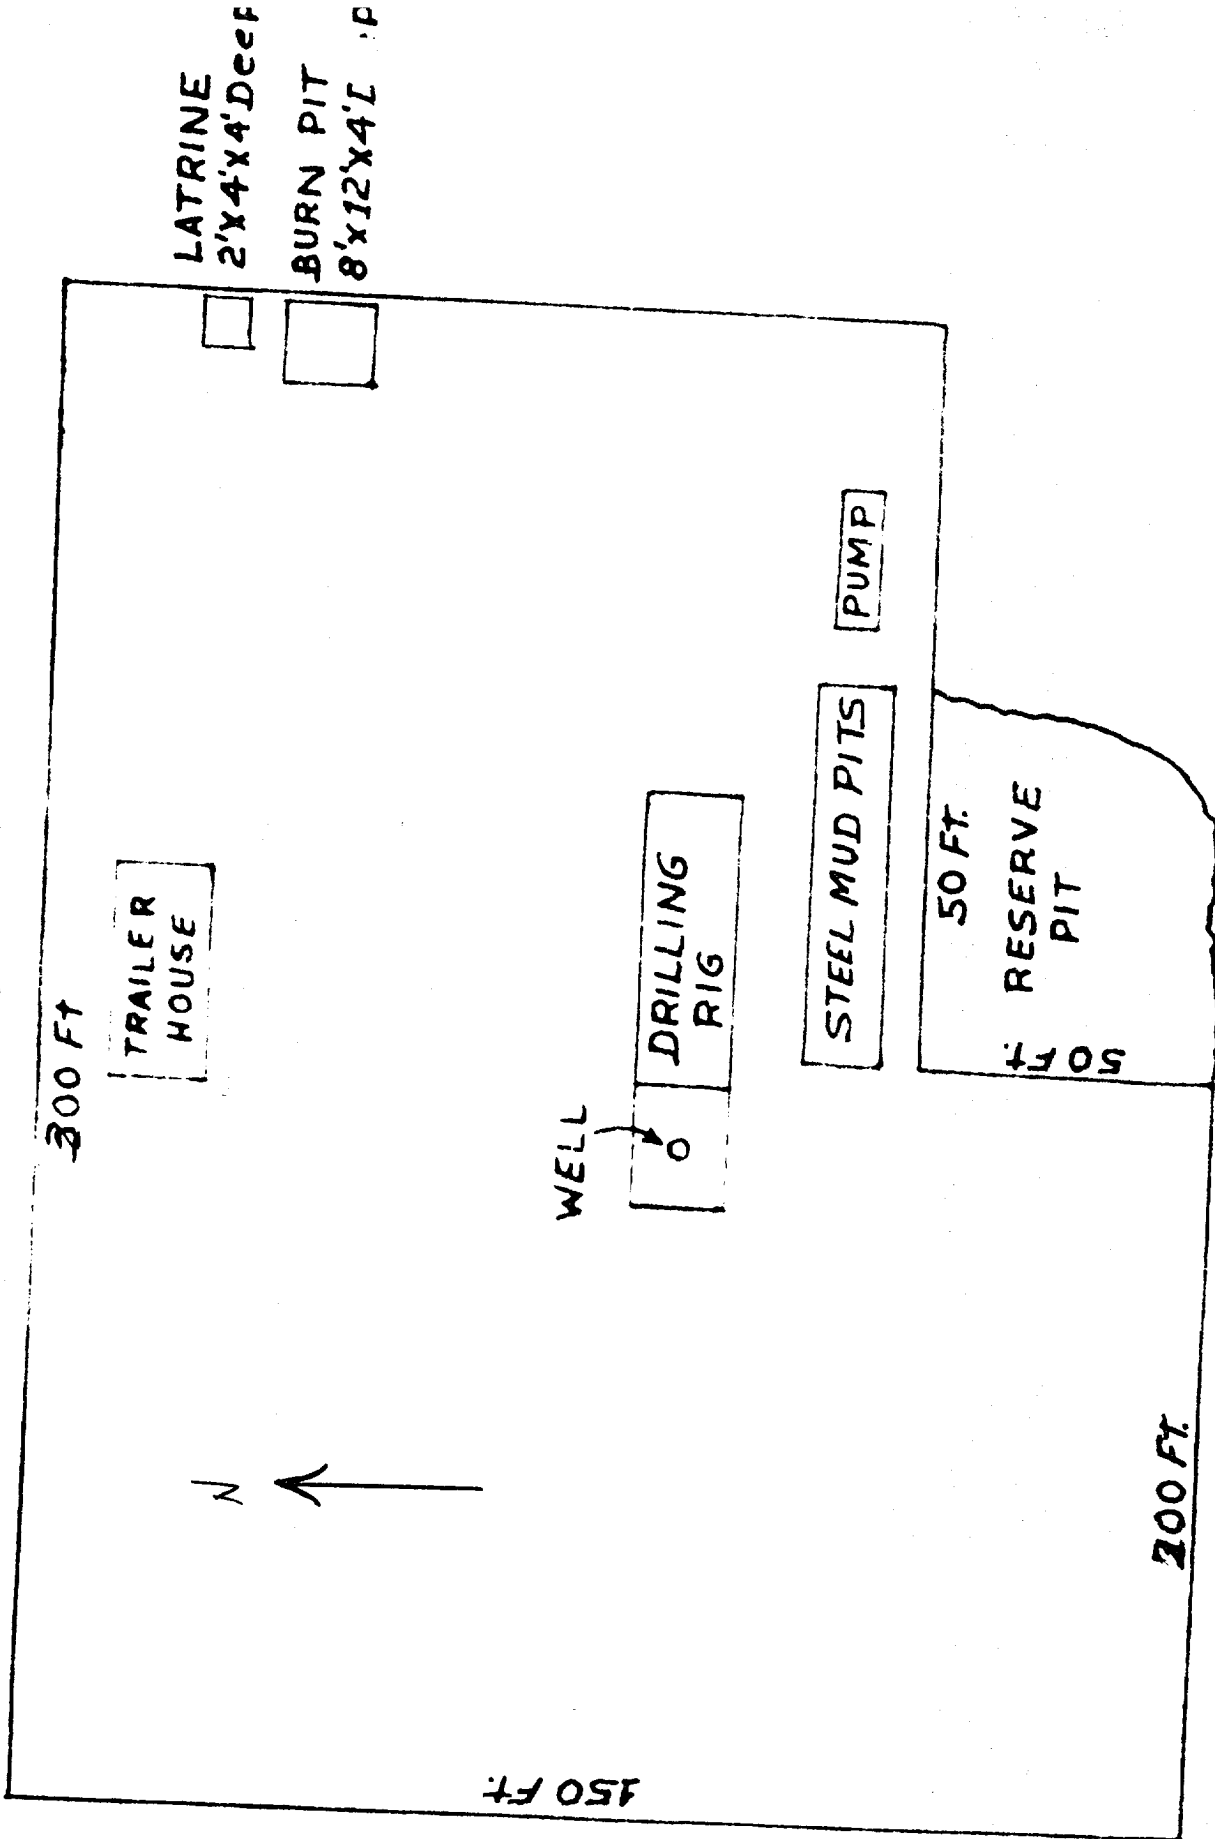 LATRINE
2'x4'x4' Deep
BURN PIT
8'x12'x4'
300 Ft
TRAILER
HOUSE
N
WELL
DRILLING
RIG
PUMP
STEEL MUD PITS
50 FT.
RESERVE
PIT
50 Ft.
150 Ft.
200 FT.